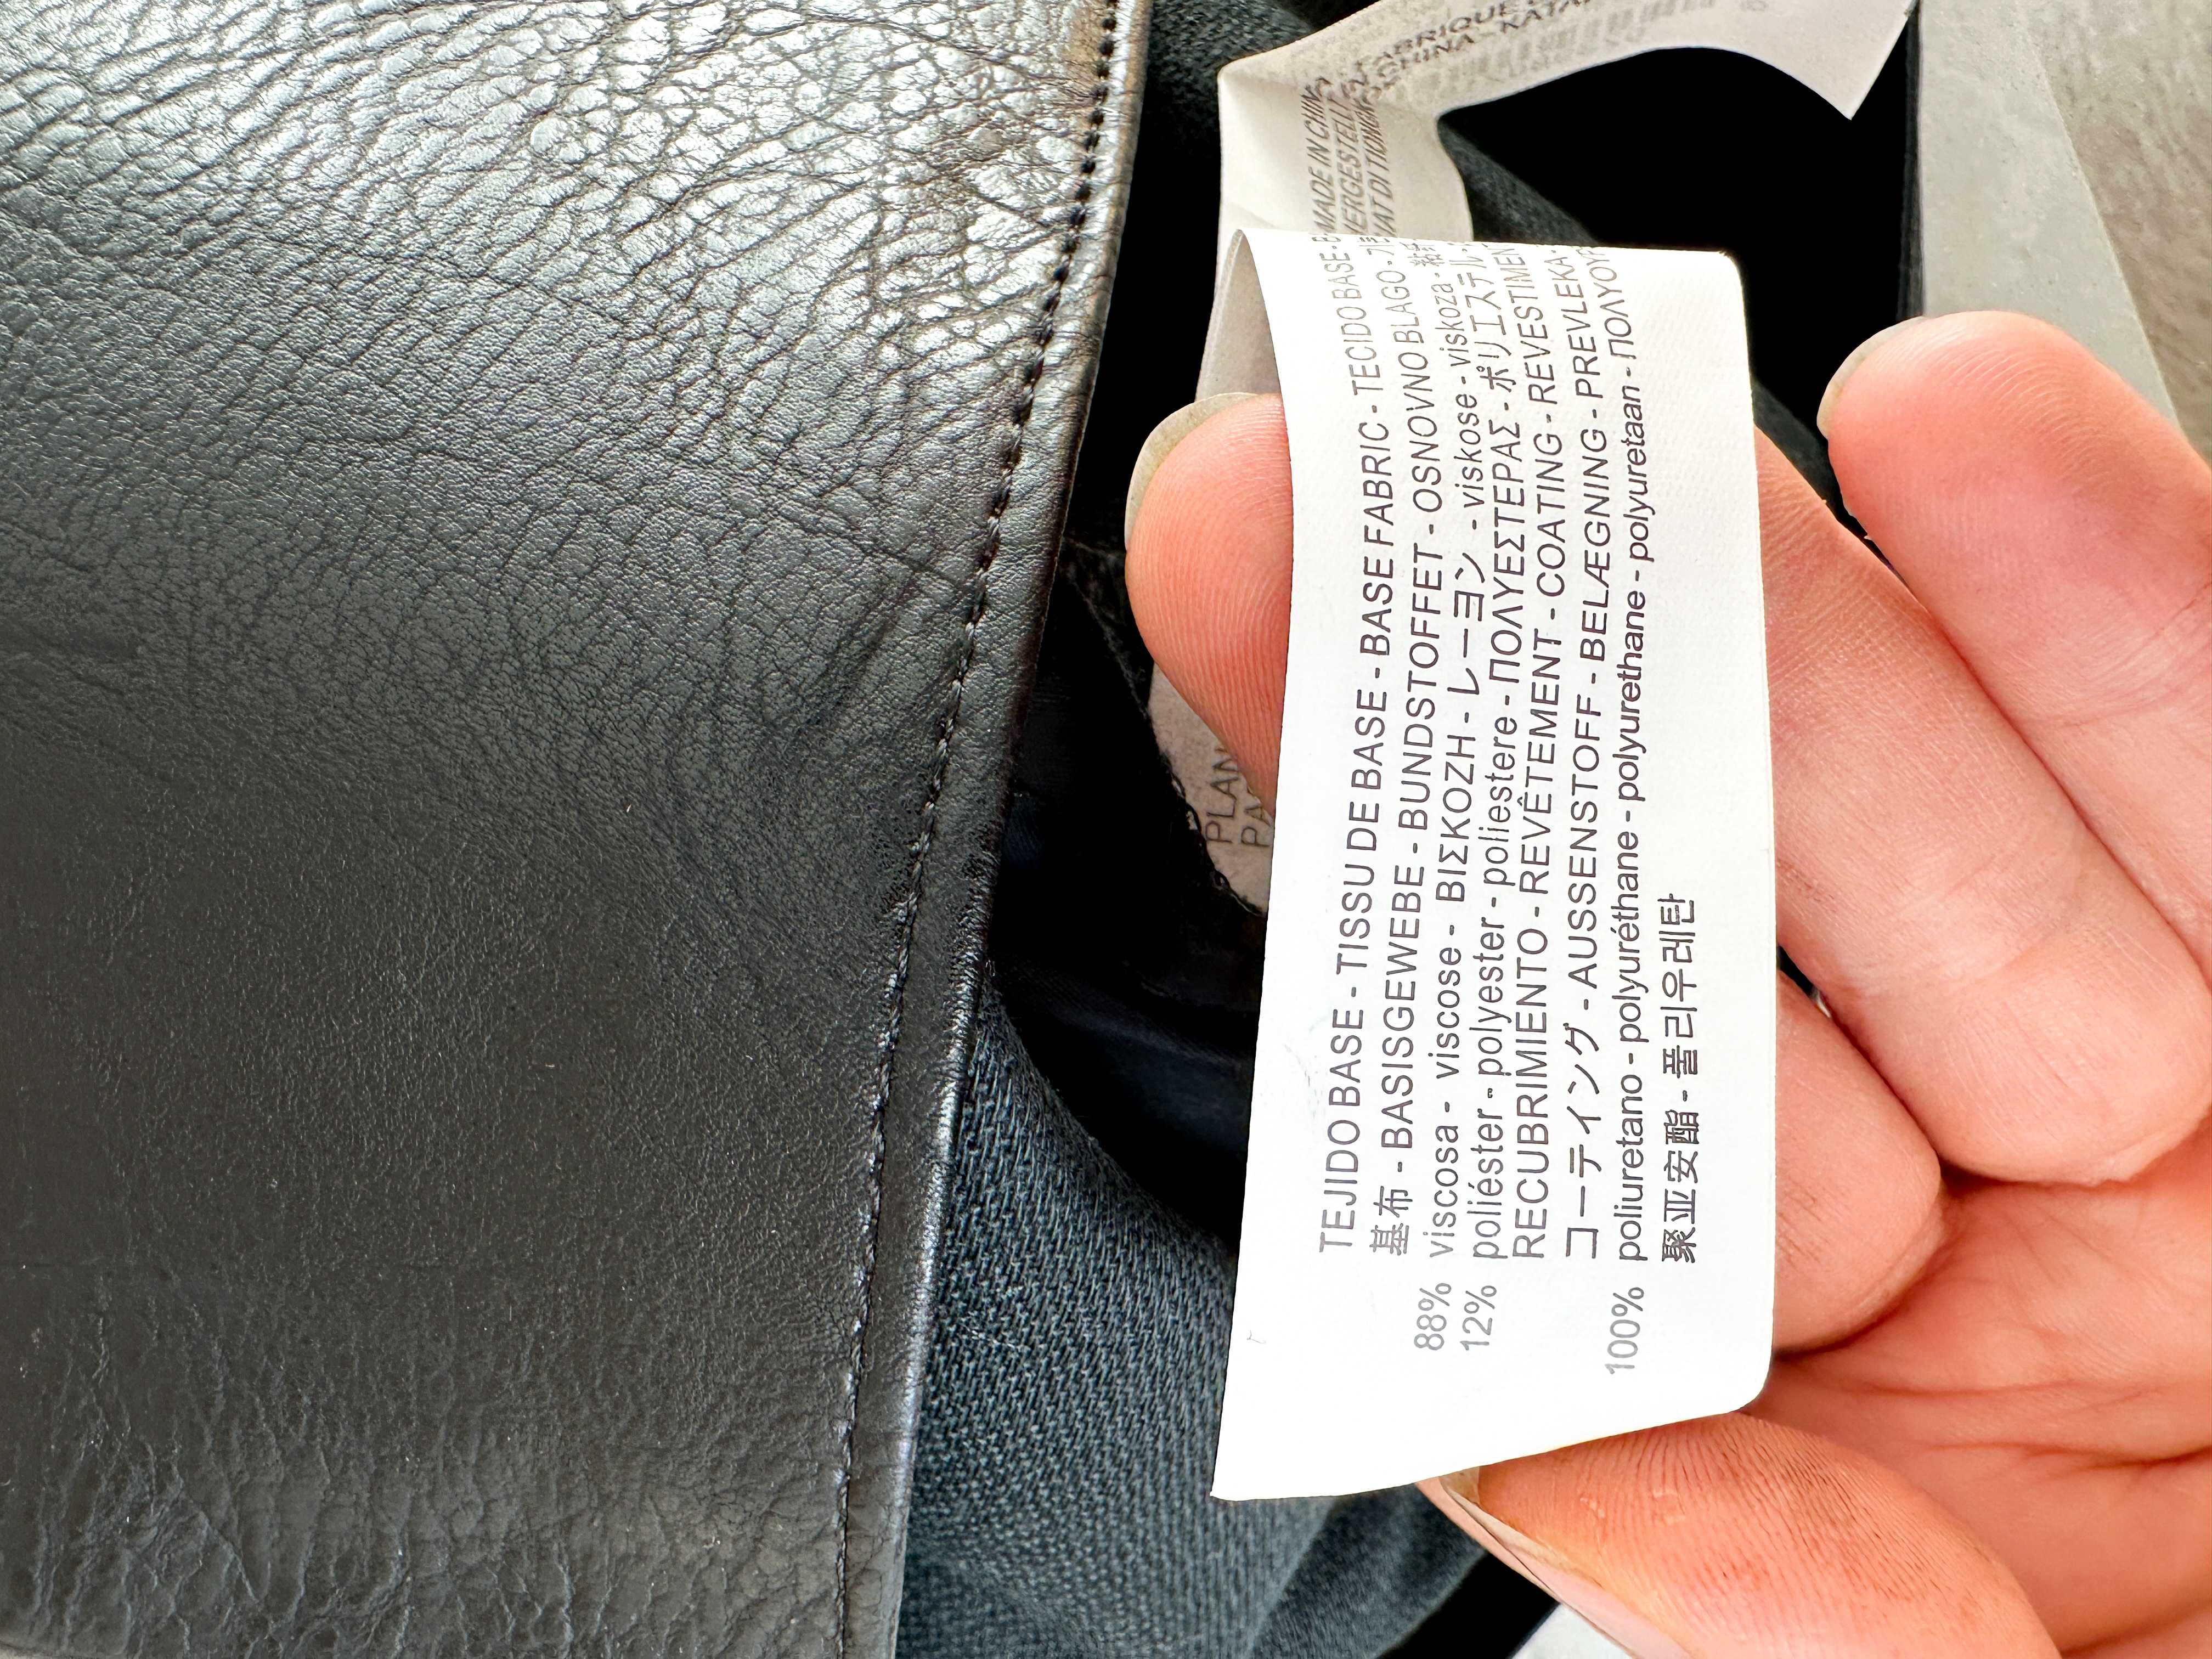 MADE IN CHINA
TEJIDO BASE - TISSU DE BASE - BASE FABRIC - TECIDO BASE -
基布 - BASISGEWEBE - BUNDSTOFFET - OSNOVNO BLAGO -
88% viscosa - viscose - viscose - ΒΙΣΚΟΖΗ - レーヨン - viskose - viskose - viskoza -
12% poliéster - polyester - poliestere - ΠΟΛΥΕΣΤΕΡΑΣ - ポリエステル -
RECUBRIMIENTO - REVÊTEMENT - COATING - REVESTIMEN
コーティング - AUSSENSTOFF - BELÆGNING - PREVLEKA -
100% poliuretano - polyuréthane - polyurethane - polyuretaan - ΠΟΛΥΟΥ
聚亚安酯 - 폴리우레탄